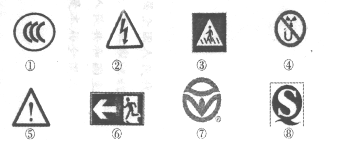 ① ② ③ ④
⑤ ⑥ ⑦ ⑧